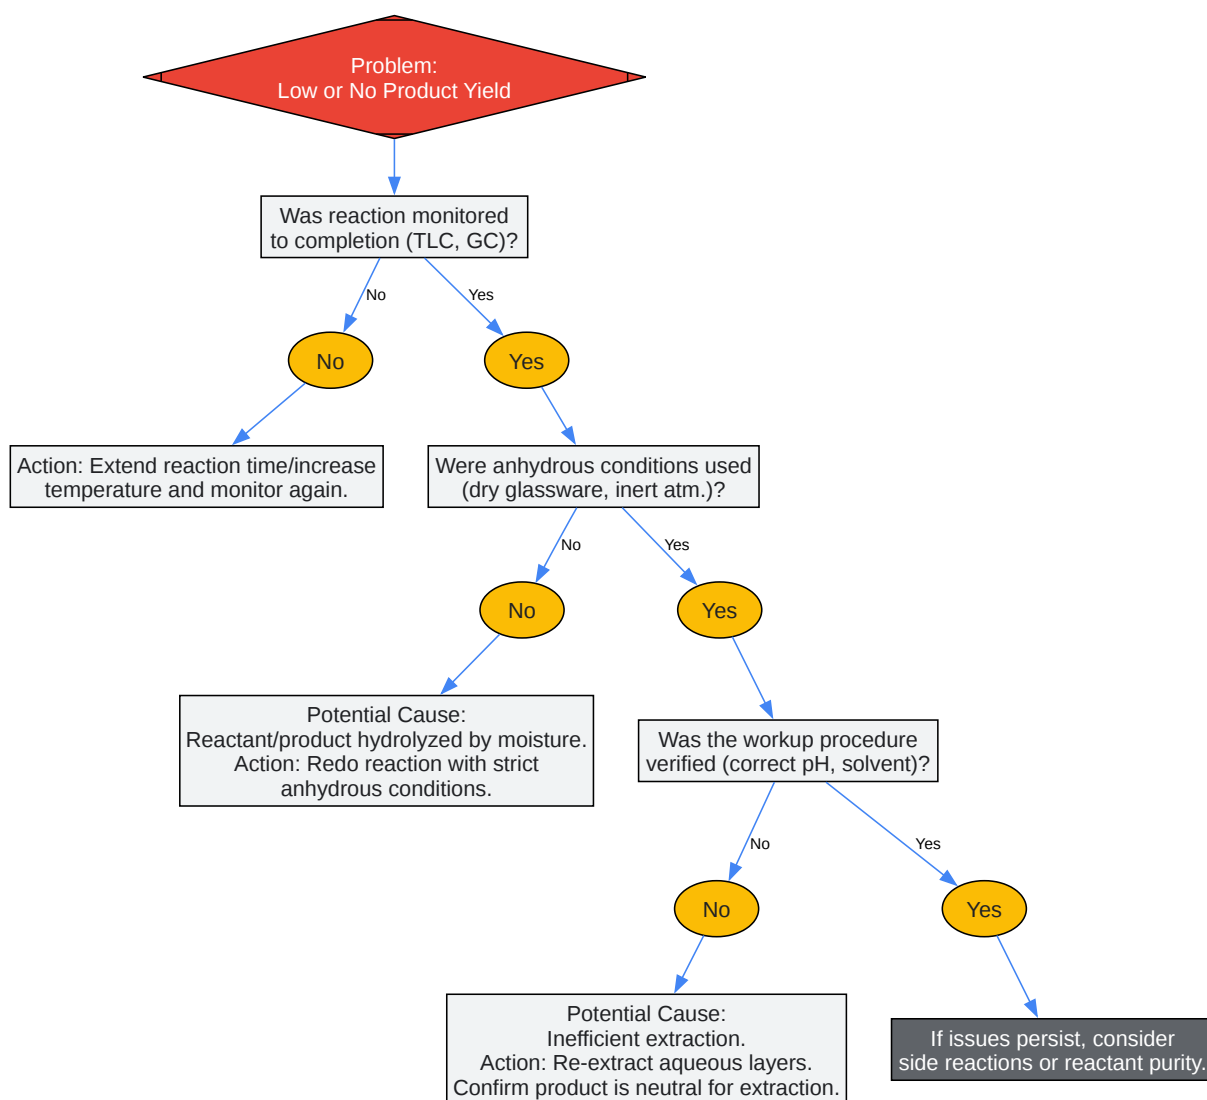 Problem:
Low or No Product Yield
Was reaction monitored
to completion (TLC, GC)?
No
Yes
No
Yes
Action: Extend reaction time/increase
temperature and monitor again.
Were anhydrous conditions used
(dry glassware, inert atm.)?
No
Yes
No
Yes
Potential Cause:
Reactant/product hydrolyzed by moisture.
Action: Redo reaction with strict
anhydrous conditions.
Was the workup procedure
verified (correct pH, solvent)?
No
Yes
No
Yes
Potential Cause:
Inefficient extraction.
Action: Re-extract aqueous layers.
Confirm product is neutral for extraction.
If issues persist, consider
side reactions or reactant purity.